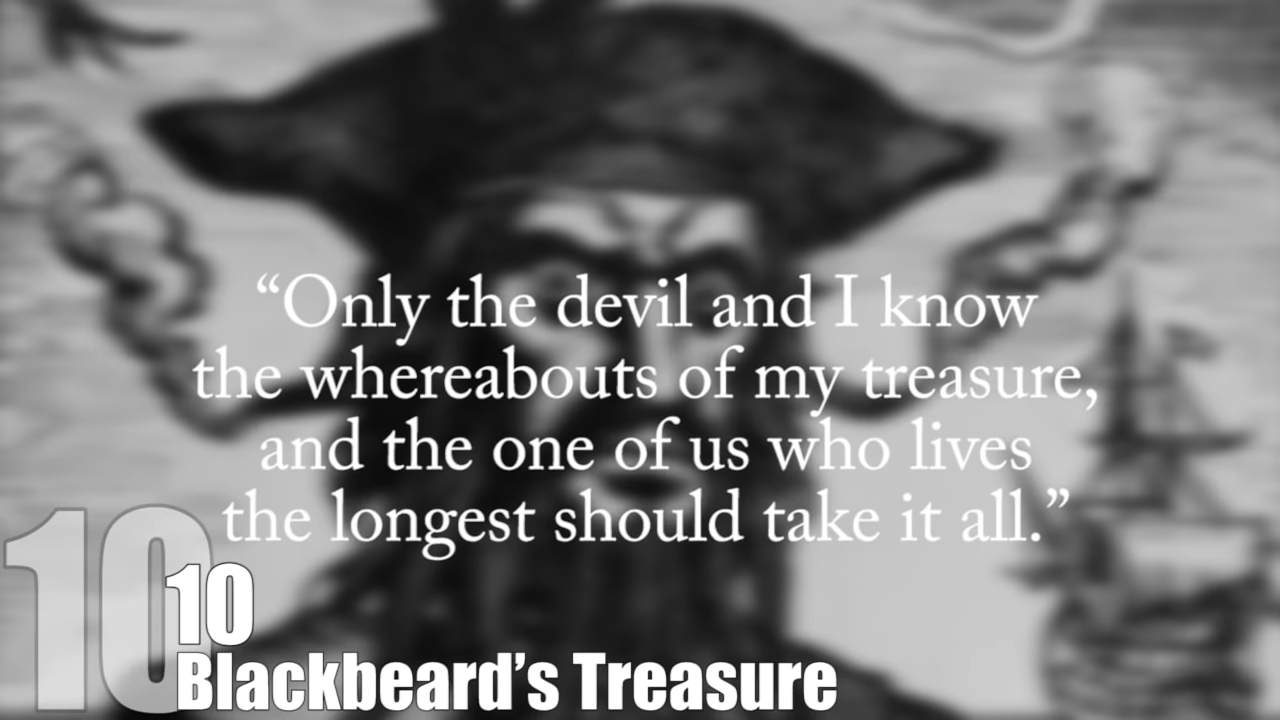 “Only the devil and I know
the whereabouts of my treasure,
and the one of us who lives
the longest should take it all.”
10
10
Blackbeard’s Treasure